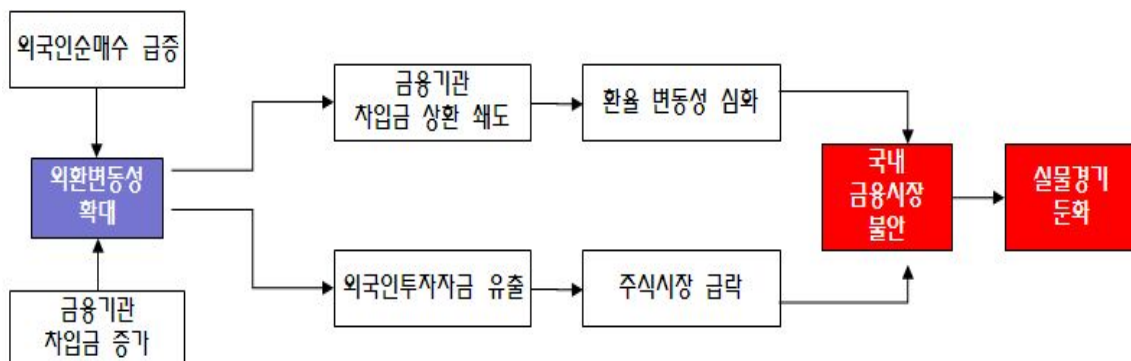 외국인순매수 급증
금융기관
차입금 상환 쇄도
환율 변동성 심화
외환변동성
확대
국내
금융시장
불안
실물경기
둔화
외국인투자자금 유출
주식시장 급락
금융기관
차입금 증가